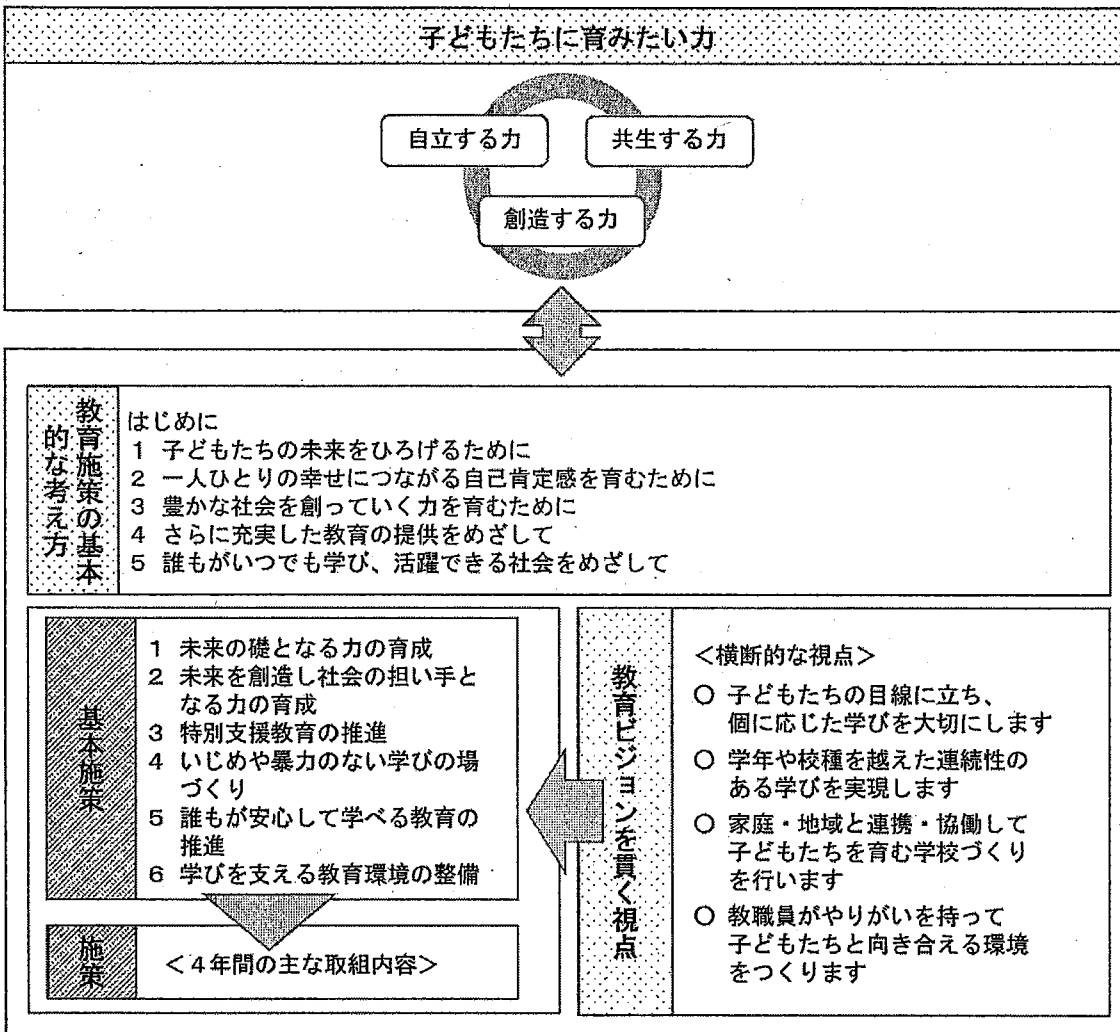 子どもたちに育みたい力
自立する力
共生する力
創造する力
教育施策の基本
的な考え方
はじめに
1 子どもたちの未来をひろげるために
2 一人ひとりの幸せにつながる自己肯定感を育むために
3 豊かな社会を創っていく力を育むために
4 さらに充実した教育の提供をめざして
5 誰もがいつでも学び、活躍できる社会をめざして
基本施策
1 未来の礎となる力の育成
2 未来を創造し社会の担い手と
なる力の育成
3 特別支援教育の推進
4 いじめや暴力のない学びの場
づくり
5 誰もが安心して学べる教育の
推進
6 学びを支える教育環境の整備
施策
＜４年間の主な取組内容＞
教育ビジョンを貫く視点
＜横断的な視点＞
○ 子どもたちの目線に立ち、
個に応じた学びを大切にします
○ 学年や校種を越えた連続性の
ある学びを実現します
○ 家庭・地域と連携・協働して
子どもたちを育む学校づくり
を行います
○ 教職員がやりがいを持って
子どもたちと向き合える環境
をつくります